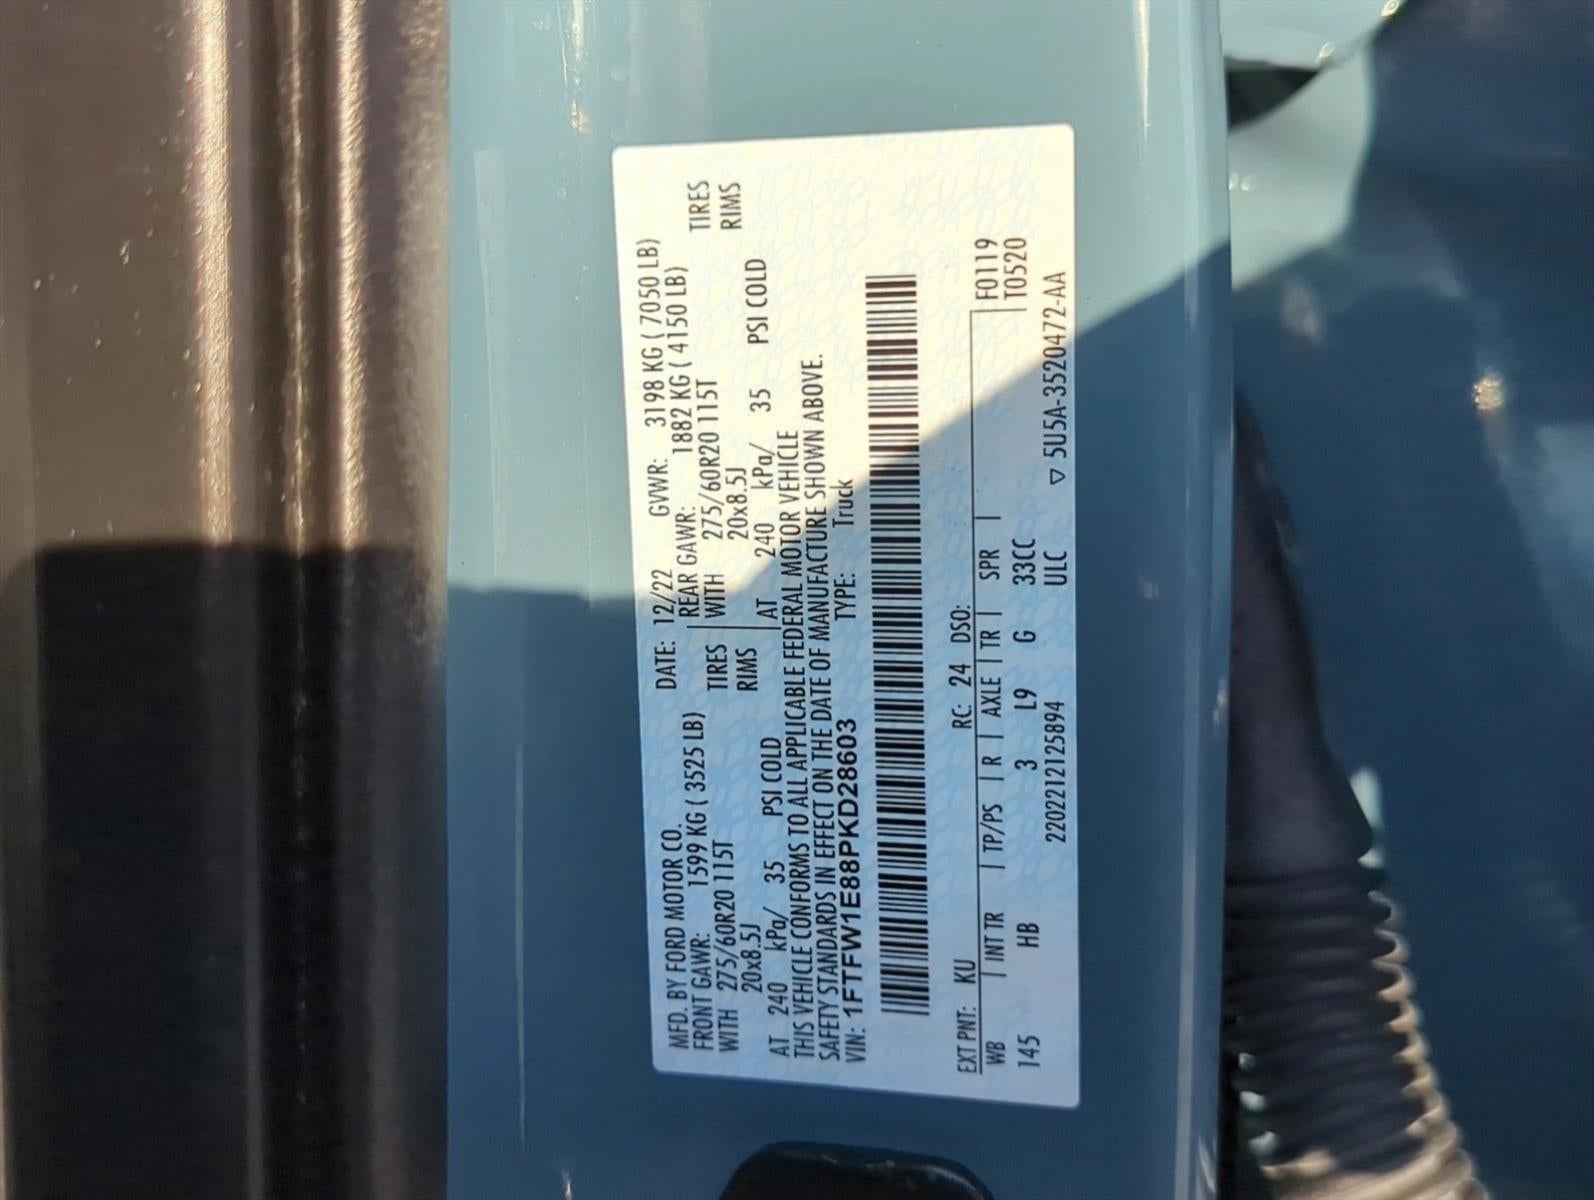 MFD. BY FORD MOTOR CO. DATE: 12/22 GVWR: 3198 KG ( 7050 LB)
FRONT GAWR: 1599 KG ( 3525 LB) REAR GAWR: 1882 KG ( 4150 LB)
WITH 275/60R20 115T TIRES WITH 275/60R20 115T TIRES
20x8.5J RIMS 20x8.5J RIMS
AT 240 kPa/ 35 PSI COLD AT 240 kPa/ 35 PSI COLD
THIS VEHICLE CONFORMS TO ALL APPLICABLE FEDERAL MOTOR VEHICLE
SAFETY STANDARDS IN EFFECT ON THE DATE OF MANUFACTURE SHOWN ABOVE.
VIN: 1FTFW1E88PKD28603 TYPE: Truck
EXT PNT: KU RC: 24 DSO: F0119
WB | INT TR | TP/PS | R | AXLE | TR | SPR | T0520
145 HB 3 L9 G 33CC
220221212125894 ULC ▽ 5U5A-3520472-AA